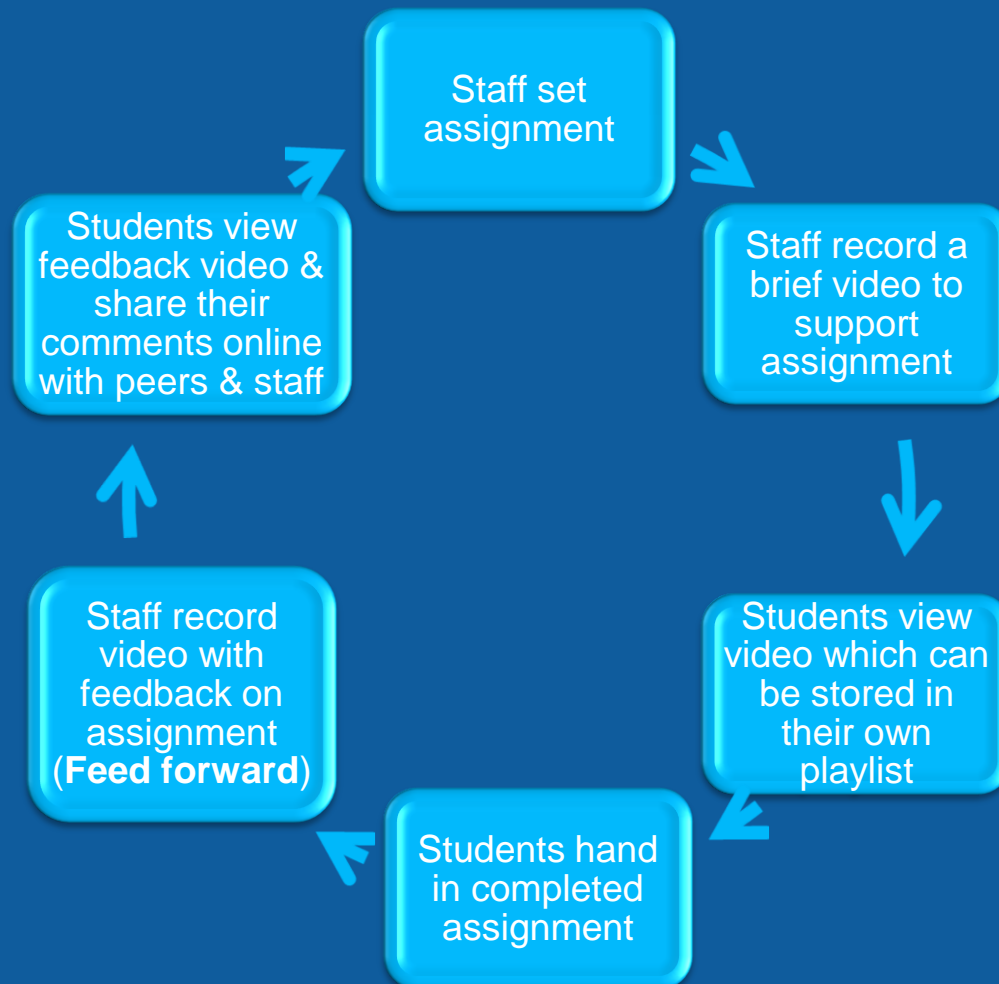 Staff set
assignment
Staff record a
brief video to
support
assignment
Students view
video which can
be stored in
their own
playlist
Students hand
in completed
assignment
Staff record
video with
feedback on
assignment
(Feed forward)
Students view
feedback video &
share their
comments online
with peers & staff